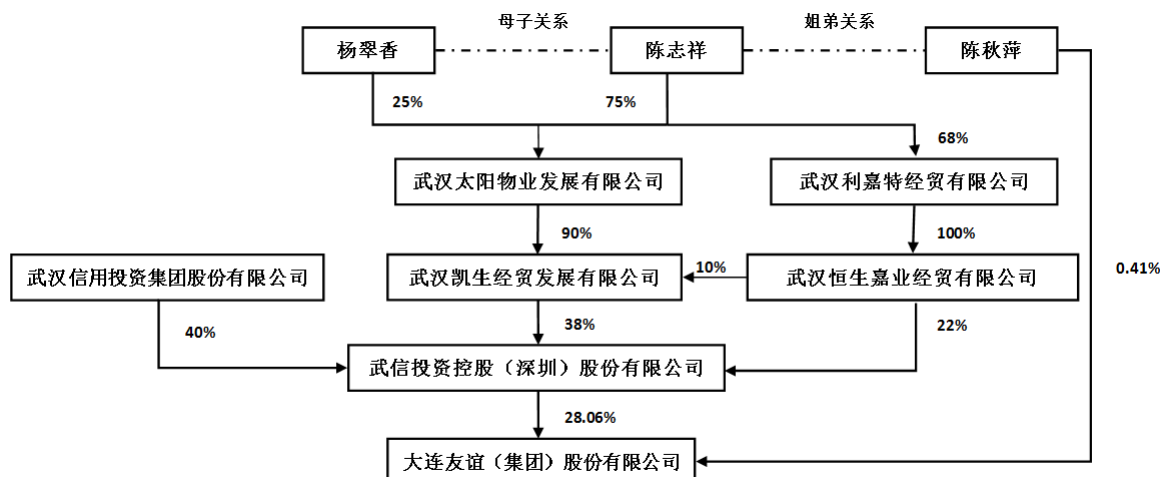 母子关系
姐弟关系
杨翠香
陈志祥
陈秋萍
25%
75%
68%
武汉太阳物业发展有限公司
武汉利嘉特经贸有限公司
90%
100%
武汉信用投资集团股份有限公司
武汉凯生经贸发展有限公司
10%
武汉恒生嘉业经贸有限公司
0.41%
40%
38%
22%
武信投资控股（深圳）股份有限公司
28.06%
大连友谊（集团）股份有限公司